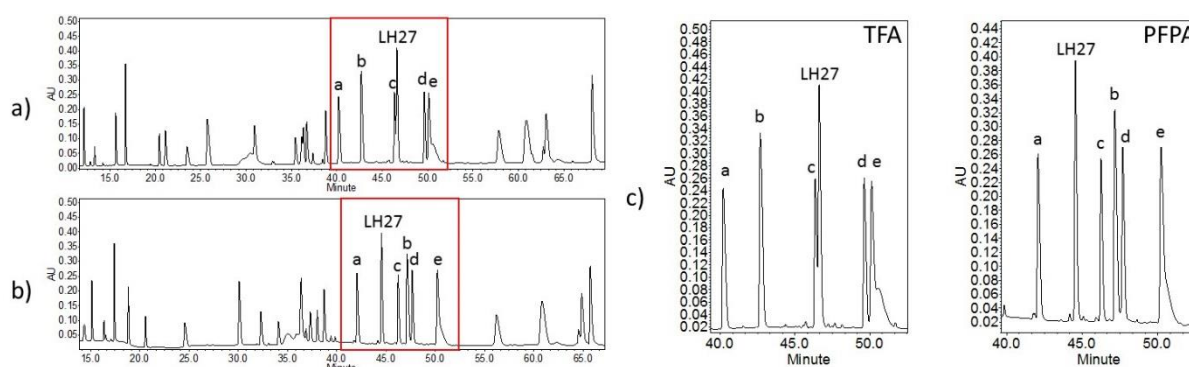 a)
0.50
0.45
0.40
0.35
0.30
0.25
0.20
0.15
0.10
0.05
0.00
AU
LH27
a
b
c
d
e
15.0 20.0 25.0 30.0 35.0 40.0 45.0 50.0 55.0 60.0 65.0
Minute
b)
0.50
0.45
0.40
0.35
0.30
0.25
0.20
0.15
0.10
0.05
AU
LH27
a
c
b
d
e
14.0 20.0 25.0 30.0 35.0 40.0 45.0 50.0 55.0 60.0 65.0
Minute
c)
TFA
0.50
0.48
0.46
0.44
0.42
0.40
0.38
0.36
0.34
0.32
0.30
0.28
0.26
0.24
0.22
0.20
0.18
0.16
0.14
0.12
0.10
0.08
0.06
0.04
0.02
AU
LH27
a
b
c
d
e
40.0 45.0 50.0
Minute
PFPA
0.44
0.42
0.40
0.38
0.36
0.34
0.32
0.30
0.28
0.26
0.24
0.22
0.20
0.18
0.16
0.14
0.12
0.10
0.08
0.06
0.04
0.02
AU
LH27
a
c
b
d
e
40.0 45.0 50.0
Minute